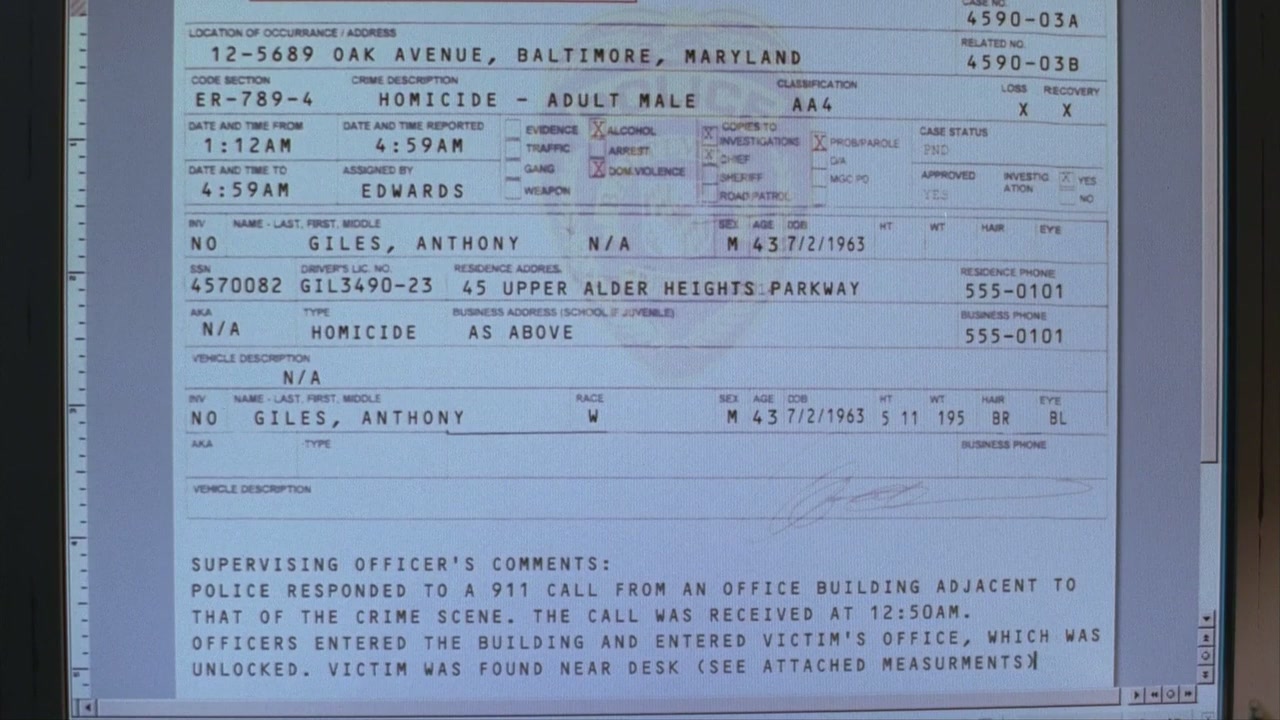 CASE NO.
4590-03A
LOCATION OF OCCURRANCE / ADDRESS
12-5689 OAK AVENUE, BALTIMORE, MARYLAND
RELATED NO.
4590-03B
CODE SECTION CRIME DESCRIPTION CLASSIFICATION LOSS RECOVERY
ER-789-4 HOMICIDE - ADULT MALE AA4 X X
DATE AND TIME FROM DATE AND TIME REPORTED
1:12AM 4:59AM
DATE AND TIME TO ASSIGNED BY
4:59AM EDWARDS
EVIDENCE
TRAFFIC
GANG
WEAPON
X ALCOHOL
ARREST
X DOM.VIOLENCE
COPIES TO
X INVESTIGATIONS
X CHIEF
SHERIFF
ROAD PATROL
X PROB/PAROLE
D/A
MGC PD
CASE STATUS
PND
APPROVED INVESTIG
ATION
YES
X YES
NO
INV NAME - LAST, FIRST, MIDDLE SEX AGE DOB HT WT HAIR EYE
NO GILES, ANTHONY N/A M 43 7/2/1963
SSN DRIVER'S LIC. NO. RESIDENCE ADDRES. RESIDENCE PHONE
4570082 GIL3490-23 45 UPPER ALDER HEIGHTS PARKWAY 555-0101
AKA TYPE BUSINESS ADDRESS (SCHOOL IF JUVENILE) BUSINESS PHONE
N/A HOMICIDE AS ABOVE 555-0101
VEHICLE DESCRIPTION
N/A
INV NAME - LAST, FIRST, MIDDLE RACE SEX AGE DOB HT WT HAIR EYE
NO GILES, ANTHONY W M 43 7/2/1963 5 11 195 BR BL
AKA TYPE BUSINESS PHONE
VEHICLE DESCRIPTION
SUPERVISING OFFICER'S COMMENTS:
POLICE RESPONDED TO A 911 CALL FROM AN OFFICE BUILDING ADJACENT TO
THAT OF THE CRIME SCENE. THE CALL WAS RECEIVED AT 12:50AM.
OFFICERS ENTERED THE BUILDING AND ENTERED VICTIM'S OFFICE, WHICH WAS
UNLOCKED. VICTIM WAS FOUND NEAR DESK (SEE ATTACHED MEASURMENTS)